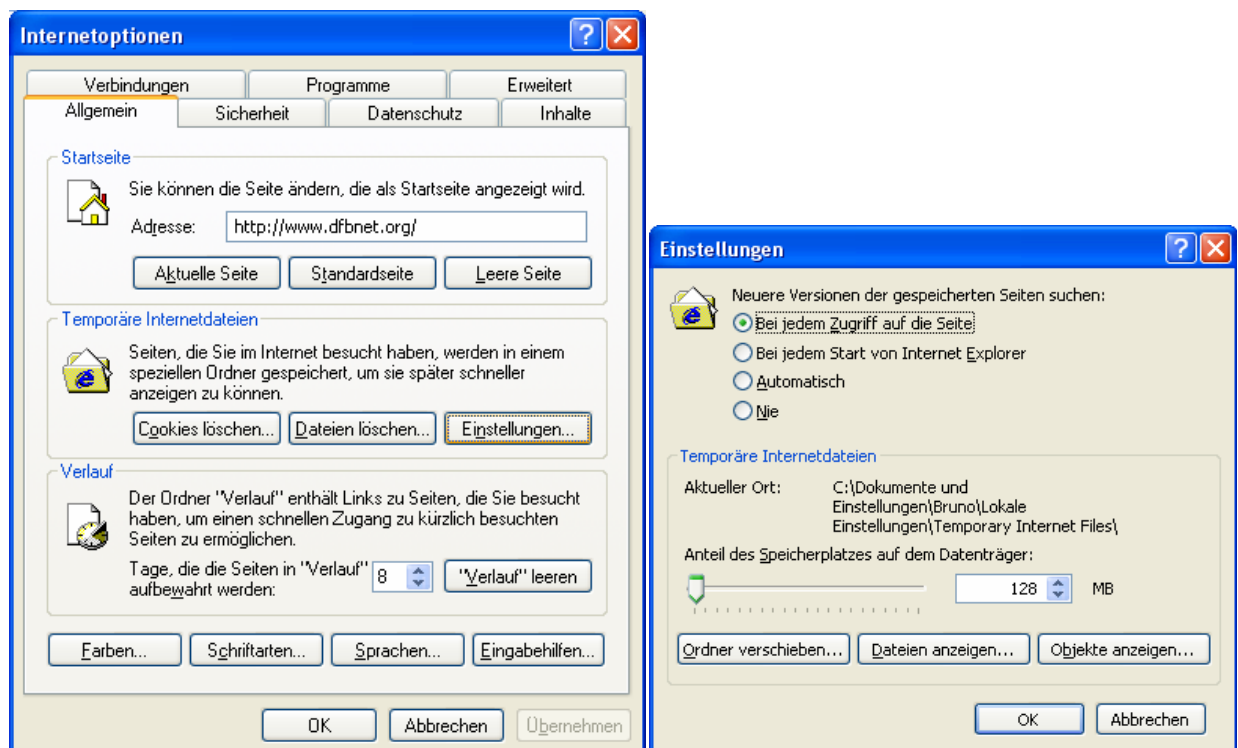 Internetoptionen
Verbindungen
Programme
Erweitert
Allgemein
Sicherheit
Datenschutz
Inhalte
Startseite
Sie können die Seite ändern, die als Startseite angezeigt wird.
Adresse: http://www.dfbnet.org/
Aktuelle Seite
Standardseite
Leere Seite
Temporäre Internetdateien
Seiten, die Sie im Internet besucht haben, werden in einem
speziellen Ordner gespeichert, um sie später schneller
anzeigen zu können.
Cookies löschen...
Dateien löschen...
Einstellungen...
Verlauf
Der Ordner "Verlauf" enthält Links zu Seiten, die Sie besucht
haben, um einen schnellen Zugang zu kürzlich besuchten
Seiten zu ermöglichen.
Tage, die die Seiten in "Verlauf"
aufbewahrt werden:
8
"Verlauf" leeren
Farben...
Schriftarten...
Sprachen...
Eingabehilfen...
OK
Abbrechen
Übernehmen
Einstellungen
Neuere Versionen der gespeicherten Seiten suchen:
Bei jedem Zugriff auf die Seite
Bei jedem Start von Internet Explorer
Automatisch
Nie
Temporäre Internetdateien
Aktueller Ort: C:\Dokumente und
Einstellungen\Bruno\Lokale
Einstellungen\Temporary Internet Files\
Anteil des Speicherplatzes auf dem Datenträger:
128 MB
Ordner verschieben...
Dateien anzeigen...
Objekte anzeigen...
OK
Abbrechen